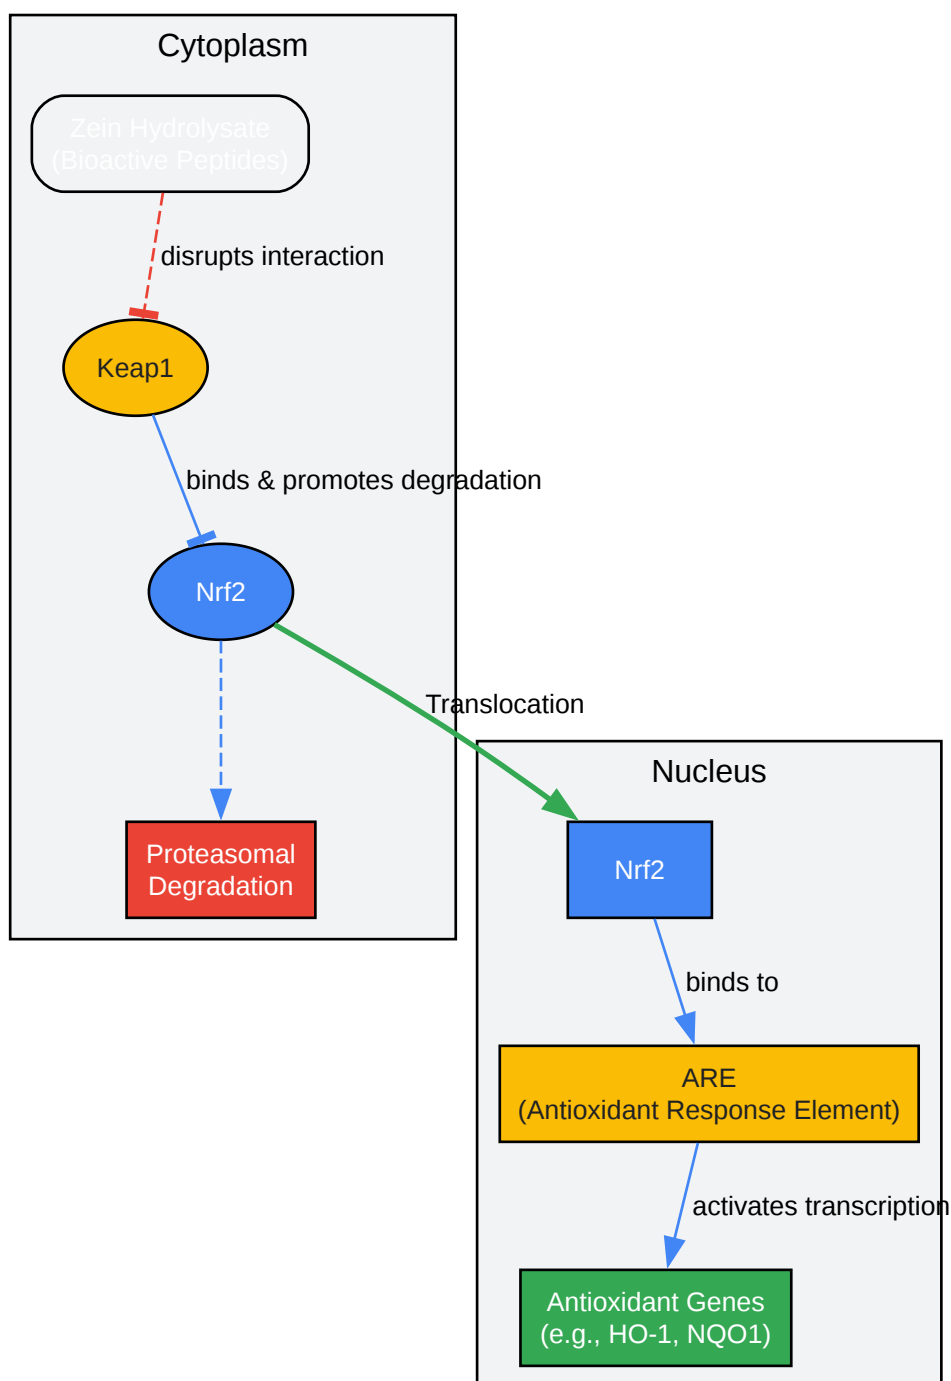 Cytoplasm
Zein Hydrolysate
(Bioactive Peptides)
disrupts interaction
Keap1
binds & promotes degradation
Nrf2
Translocation
Proteasomal
Degradation
Nucleus
Nrf2
binds to
ARE
(Antioxidant Response Element)
activates transcription
Antioxidant Genes
(e.g., HO-1, NQO1)